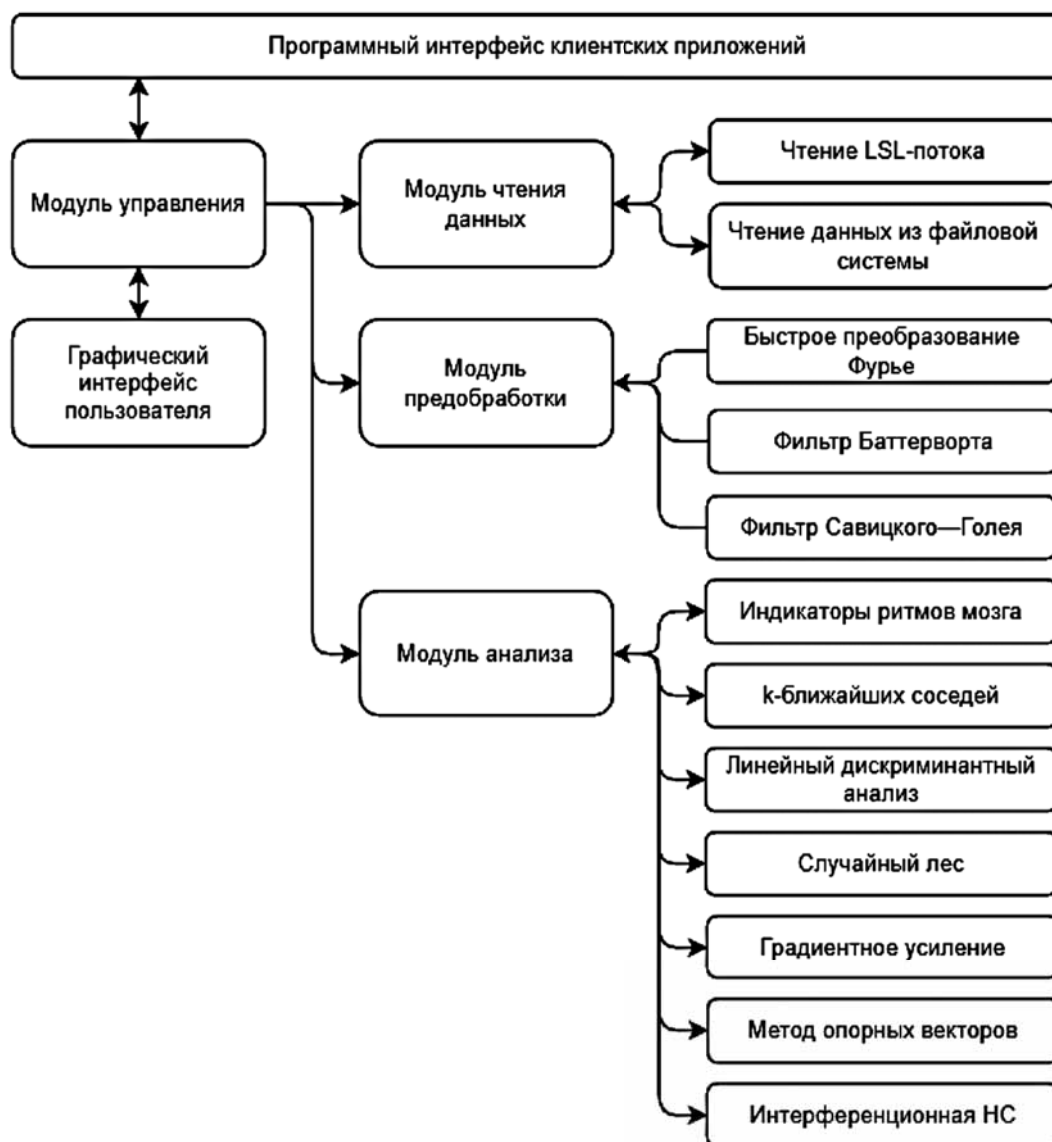 Программный интерфейс клиентских приложений
Модуль управления
Графический
интерфейс
пользователя
Модуль чтения
данных
Чтение LSL-потока
Чтение данных из файловой
системы
Модуль
предобработки
Быстрое преобразование
Фурье
Фильтр Баттерворта
Фильтр Савицкого—Голея
Модуль анализа
Индикаторы ритмов мозга
k-ближайших соседей
Линейный дискриминантный
анализ
Случайный лес
Градиентное усиление
Метод опорных векторов
Интерференционная НС